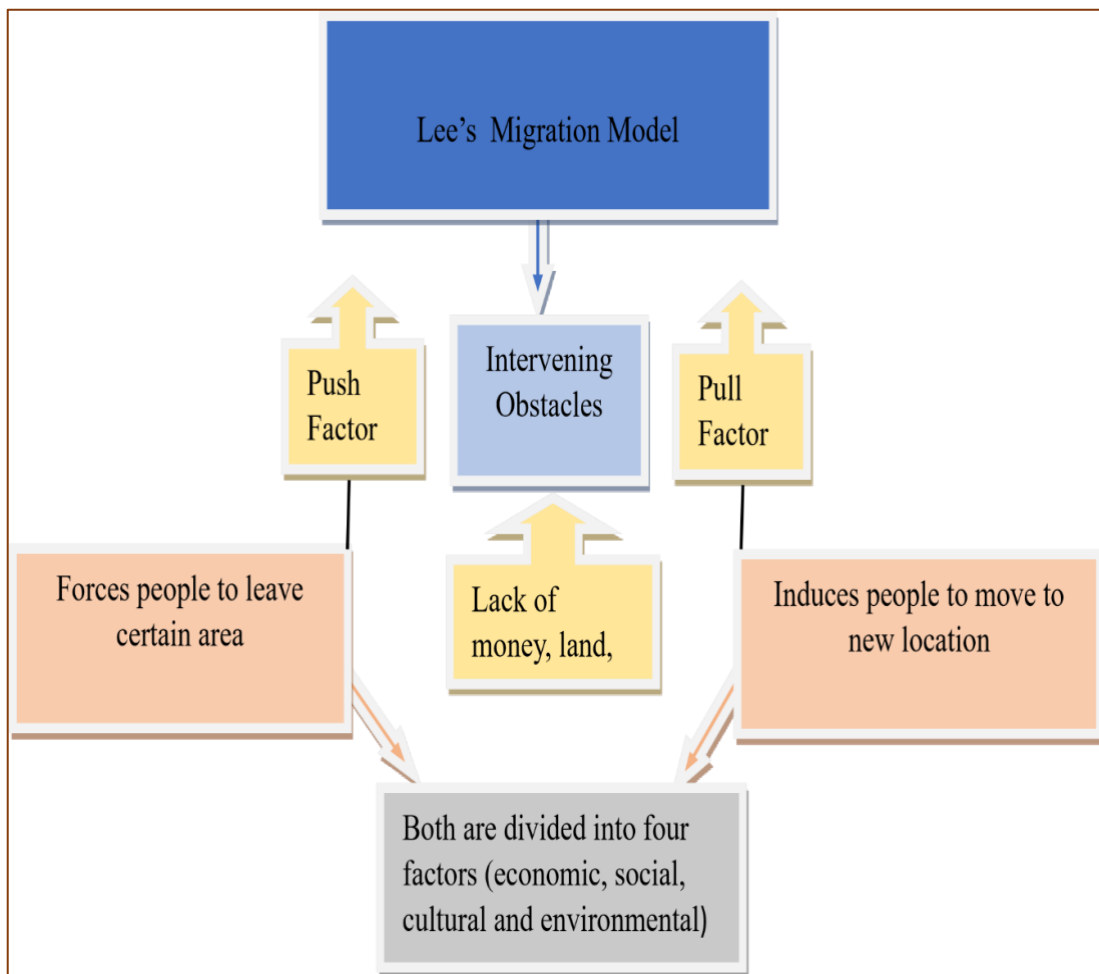 Lee’s  Migration Model
Push
Factor
Intervening
Obstacles
Pull
Factor
Forces people to leave
certain area
Lack of
money, land,
Induces people to move to
new location
Both are divided into four
factors (economic, social,
cultural and environmental)